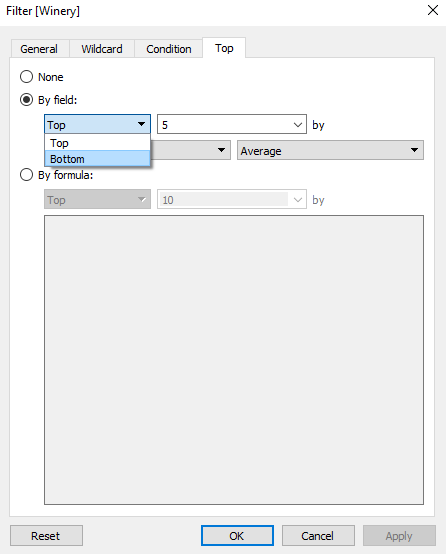 Filter [Winery]
General Wildcard Condition Top
None
By field:
Top 5 by
Top
Bottom Average
By formula:
Top 10 by
Reset OK Cancel Apply